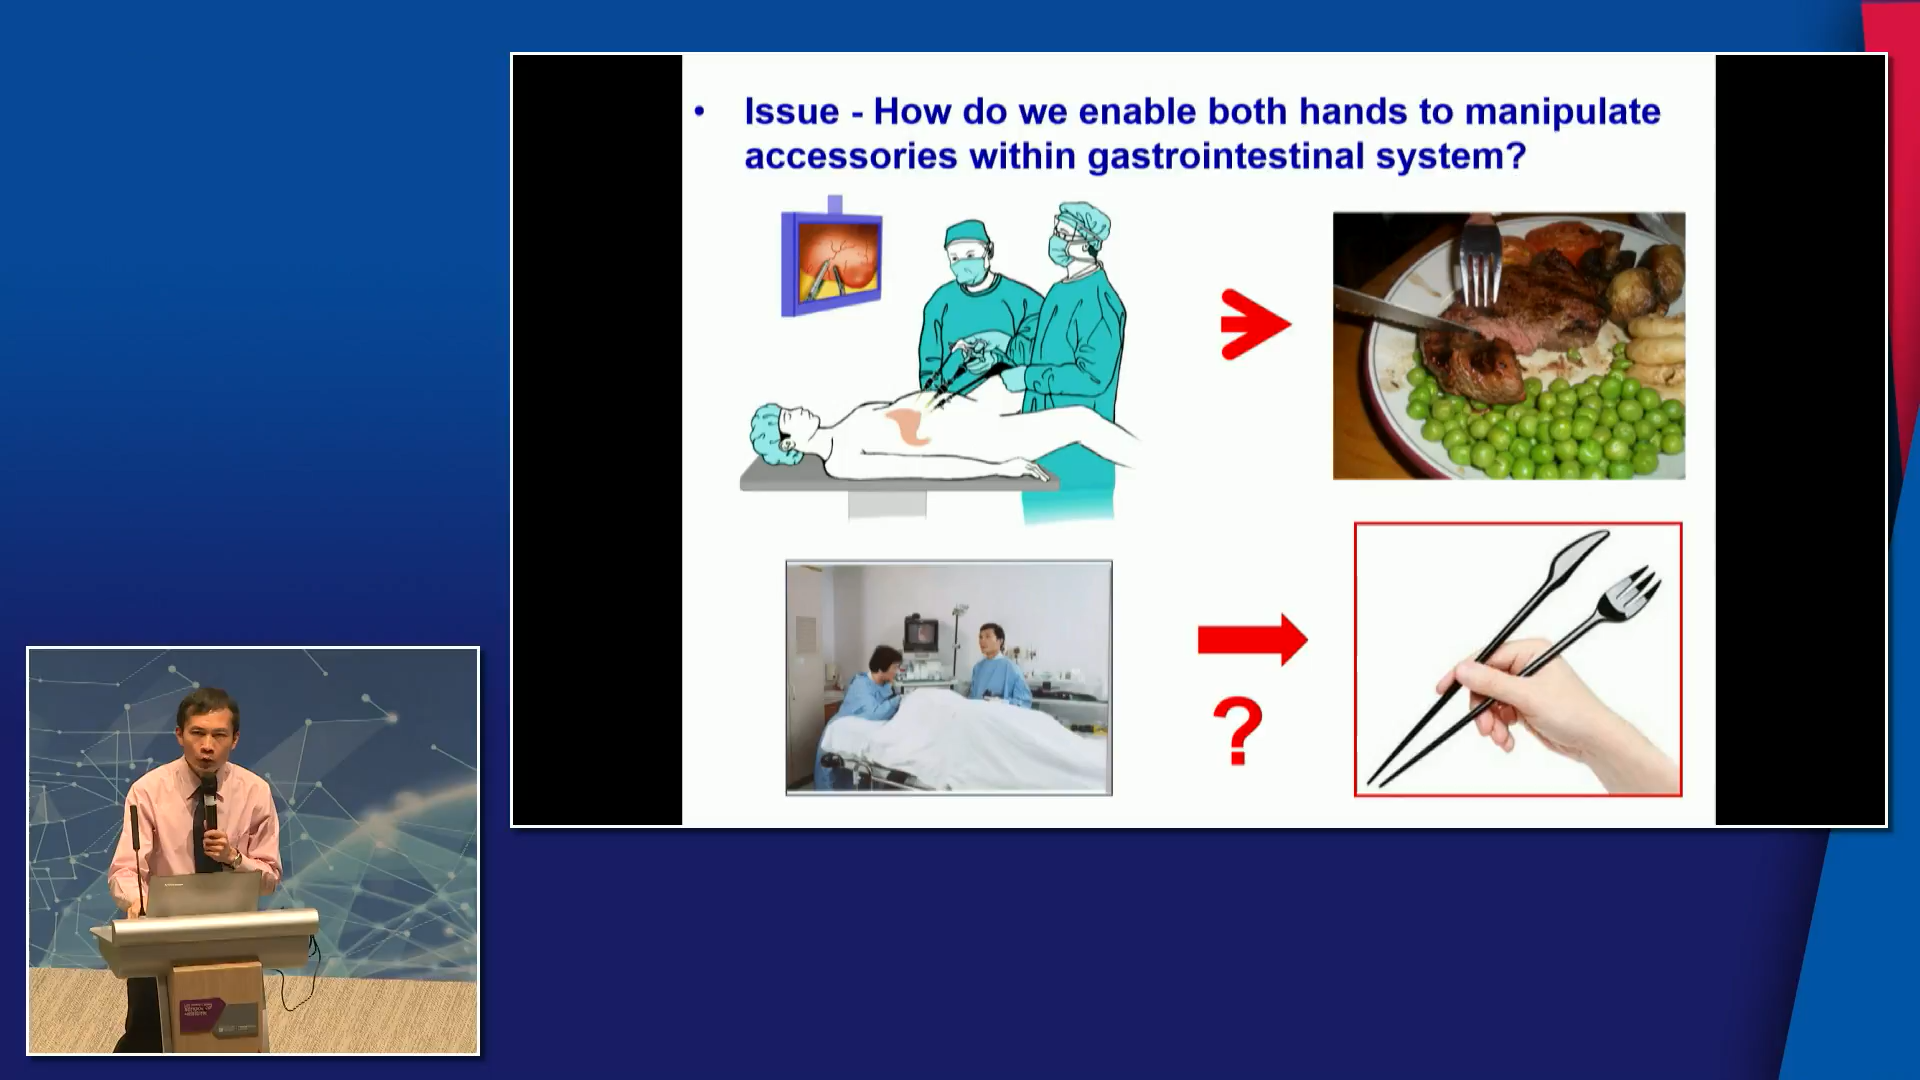 • Issue - How do we enable both hands to manipulate
accessories within gastrointestinal system?
?